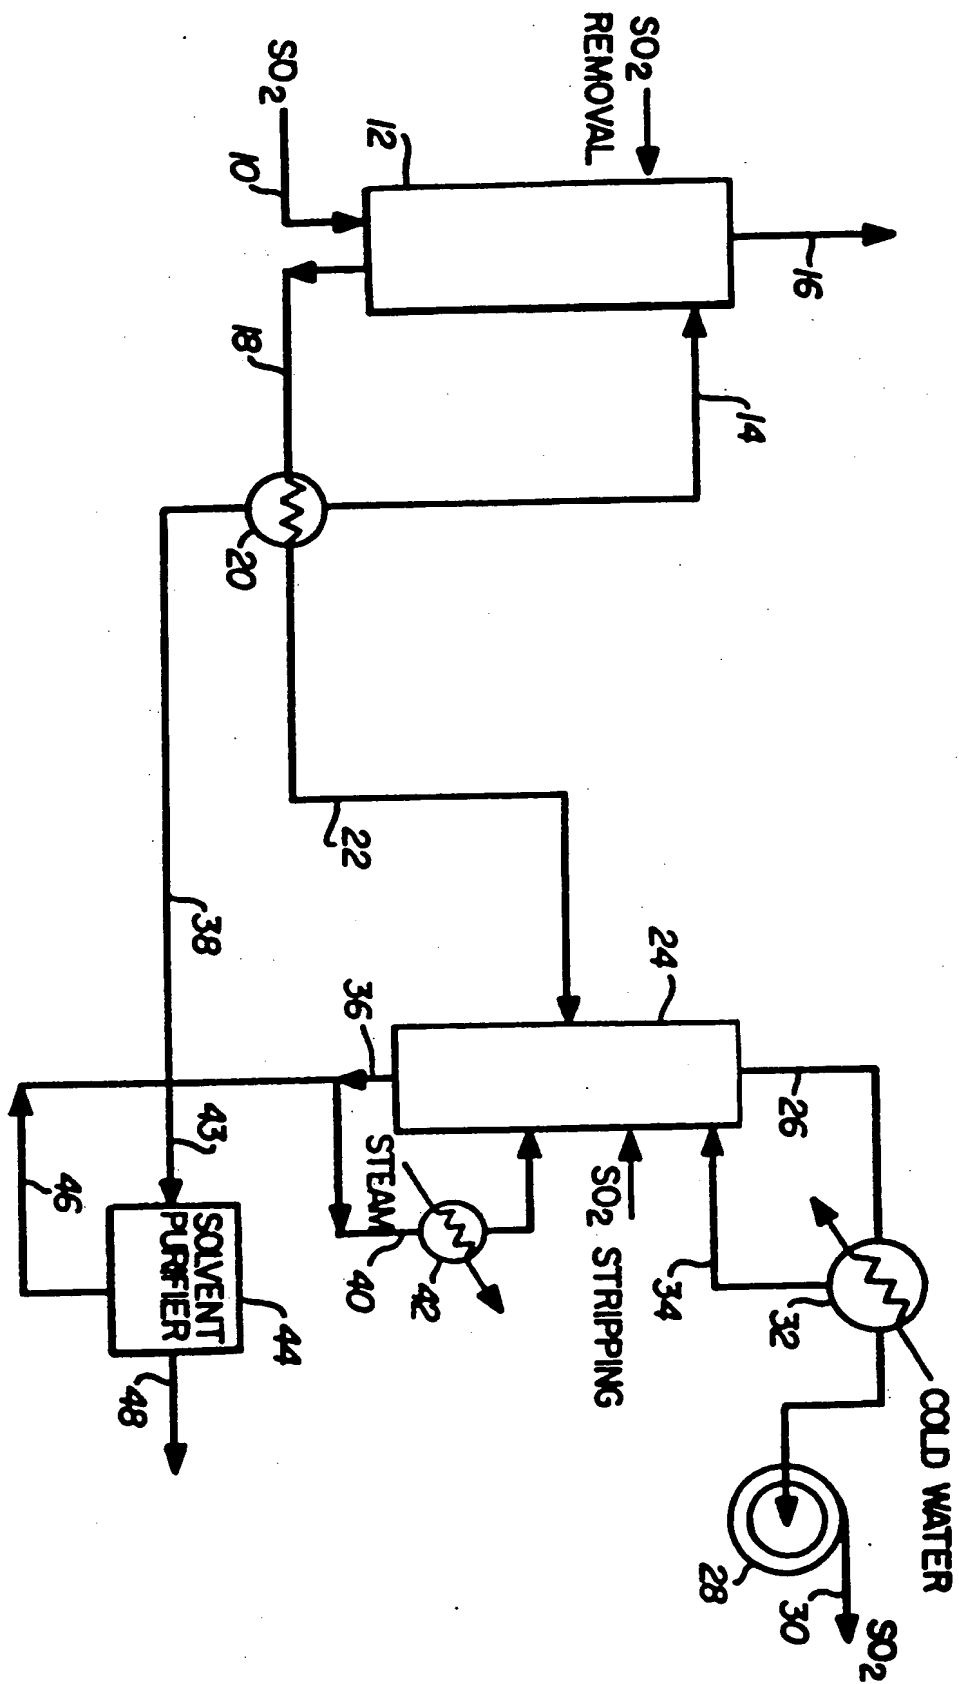 16
COLD WATER
SO2
30
28
32
26
34
SO2
REMOVAL
14
SO2 STRIPPING
24
12
42
STEAM
40
36
22
SO2
10
18
20
44
SOLVENT
PURIFIER
43
38
48
46